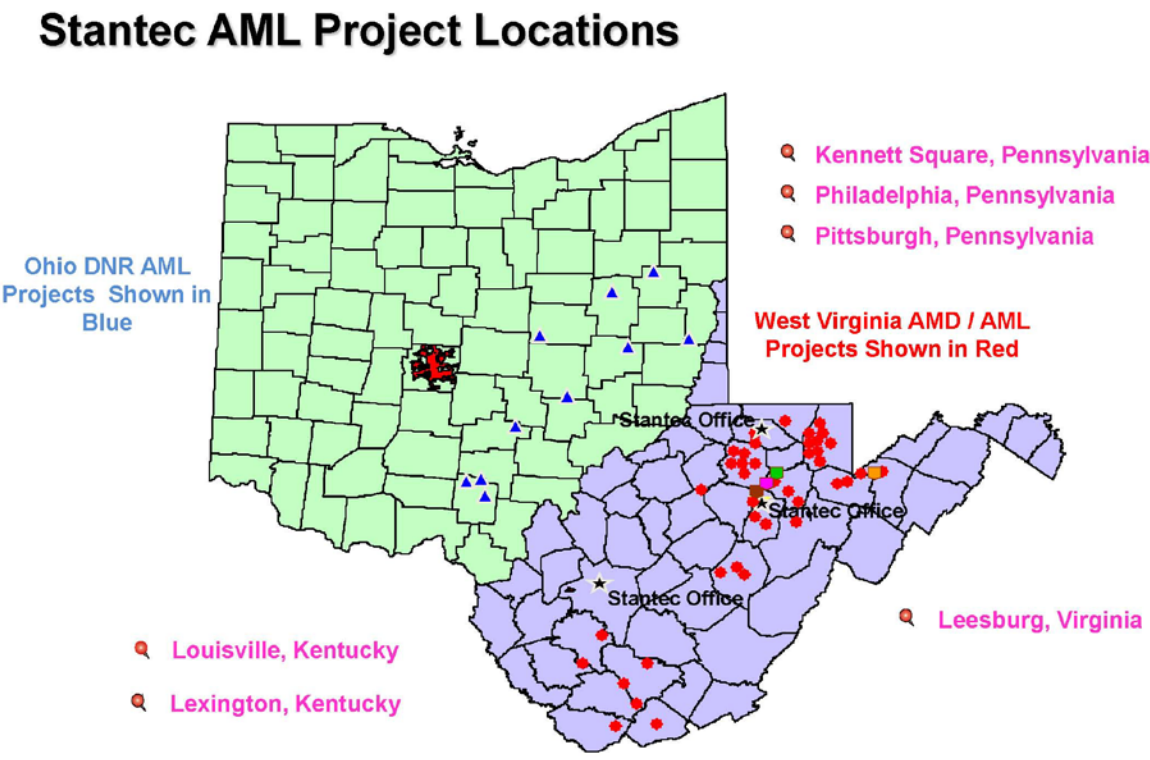 Stantec AML Project Locations
Kennett Square, Pennsylvania
Philadelphia, Pennsylvania
Pittsburgh, Pennsylvania
Ohio DNR AML
Projects  Shown in
Blue
West Virginia AMD / AML
Projects Shown in Red
Stantec Office
Stantec Office
Stantec Office
Leesburg, Virginia
Louisville, Kentucky
Lexington, Kentucky